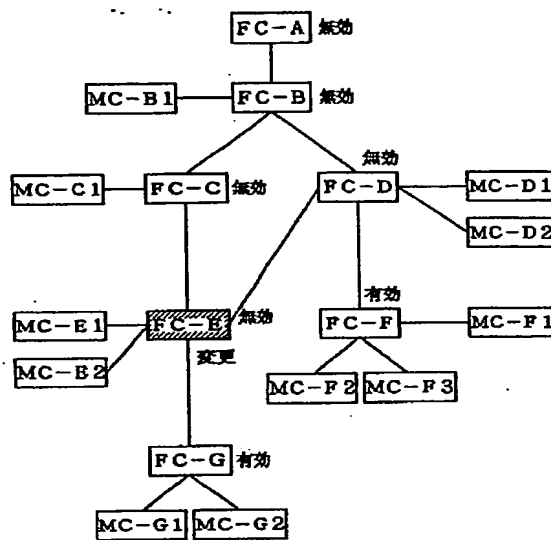 FC-A 無効
MC-B1 FC-B 無効
無効
MC-C1 FC-C 無効 FC-D MC-D1
MC-D2
有効
MC-E1 FC-E 無効 FC-F MC-F1
変更
MC-E2 MC-F2 MC-F3
FC-G 有効
MC-G1 MC-G2